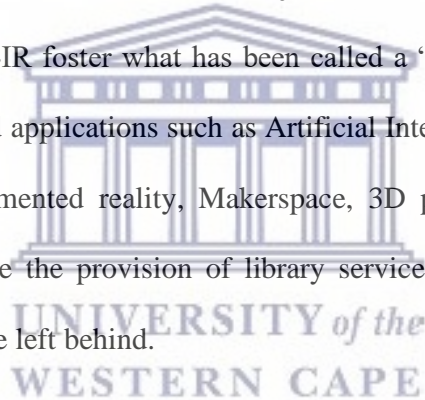 IR foster what has been called a ‘
applications such as Artificial Inte
mented reality, Makerspace, 3D p
e the provision of library service
UNIVERSITY of the
e left behind.
WESTERN CAPE